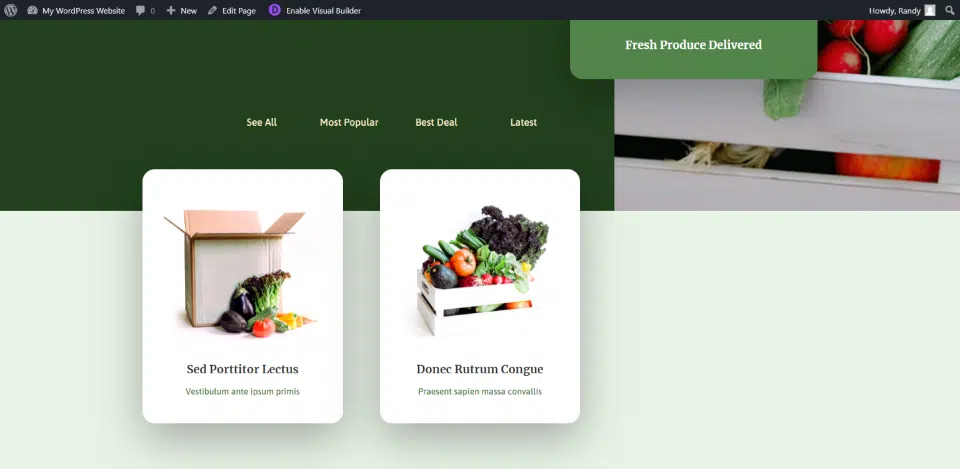 My WordPress Website 0 New Edit Page D Enable Visual Builder Howdy, Randy
Fresh Produce Delivered
See All Most Popular Best Deal Latest
Sed Porttitor Lectus
Vestibulum ante ipsum primis
Donec Rutrum Congue
Praesent sapien massa convallis